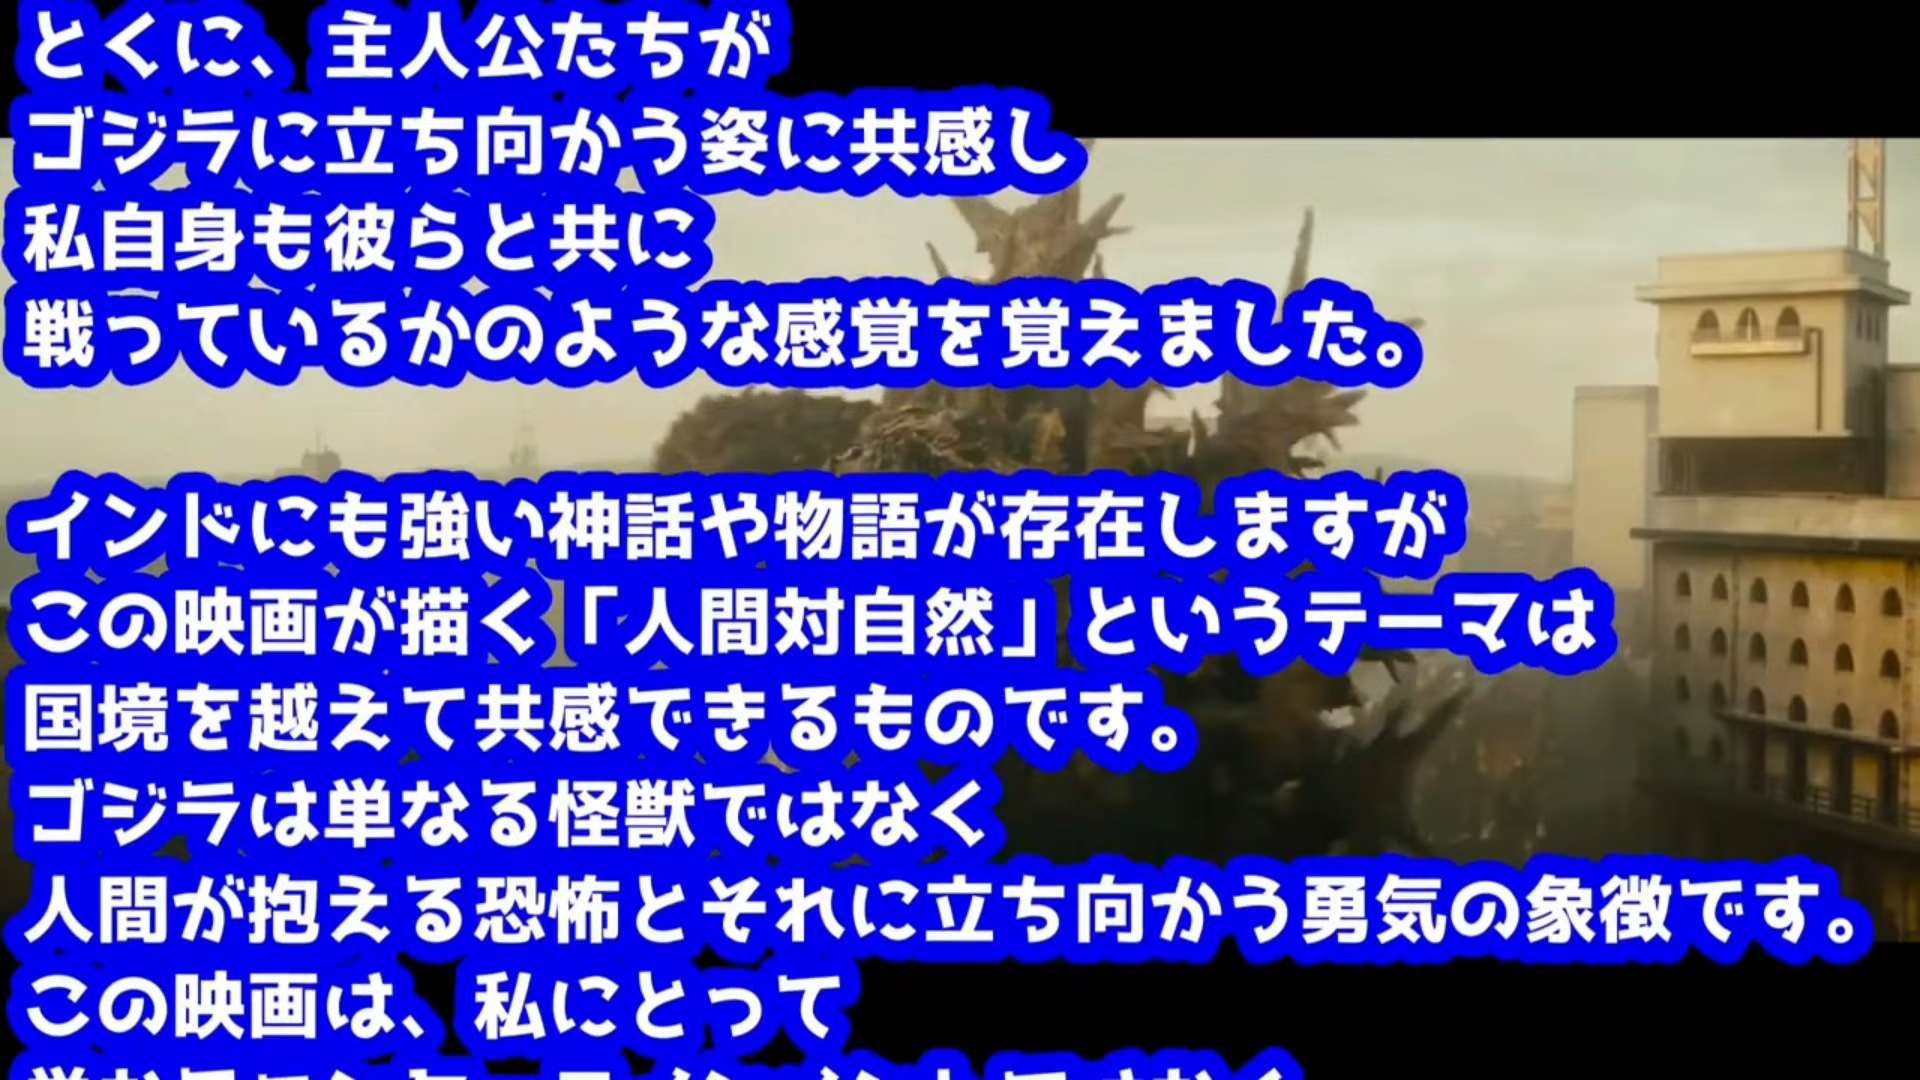 とくに、主人公たちが
ゴジラに立ち向かう姿に共感し
私自身も彼らと共に
戦っているかのような感覚を覚えました。
インドにも強い神話や物語が存在しますが
この映画が描く「人間対自然」というテーマは
国境を越えて共感できるものです。
ゴジラは単なる怪獣ではなく
人間が抱える恐怖とそれに立ち向かう勇気の象徴です。
この映画は、私にとって